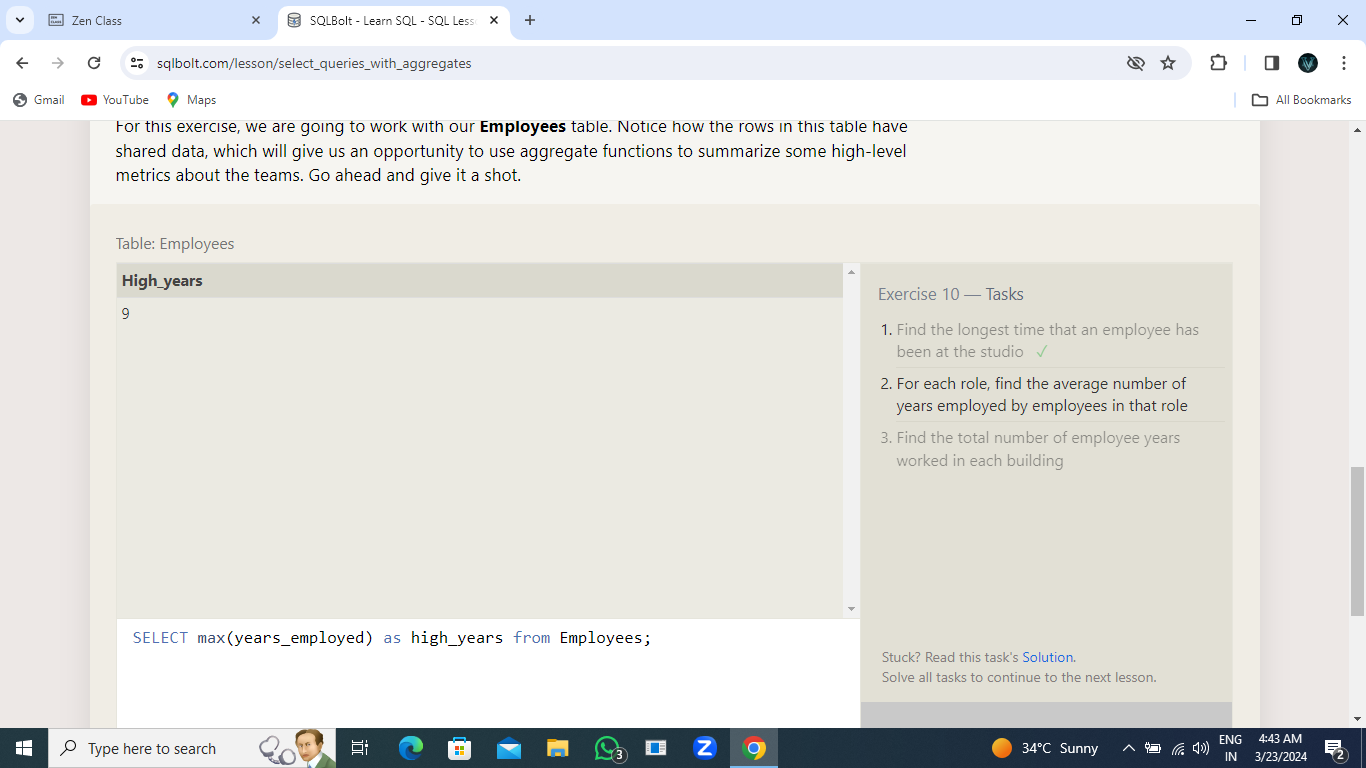 Zen Class
SQLBolt - Learn SQL - SQL Less
sqlbolt.com/lesson/select_queries_with_aggregates
Gmail
YouTube
Maps
All Bookmarks
For this exercise, we are going to work with our Employees table. Notice how the rows in this table have
shared data, which will give us an opportunity to use aggregate functions to summarize some high-level
metrics about the teams. Go ahead and give it a shot.
Table: Employees
High_years
9
SELECT max(years_employed) as high_years from Employees;
Exercise 10 — Tasks
1. Find the longest time that an employee has
been at the studio ✓
2. For each role, find the average number of
years employed by employees in that role
3. Find the total number of employee years
worked in each building
Stuck? Read this task's Solution.
Solve all tasks to continue to the next lesson.
Type here to search
3
Z
34°C Sunny
ENG
IN
4:43 AM
3/23/2024
2